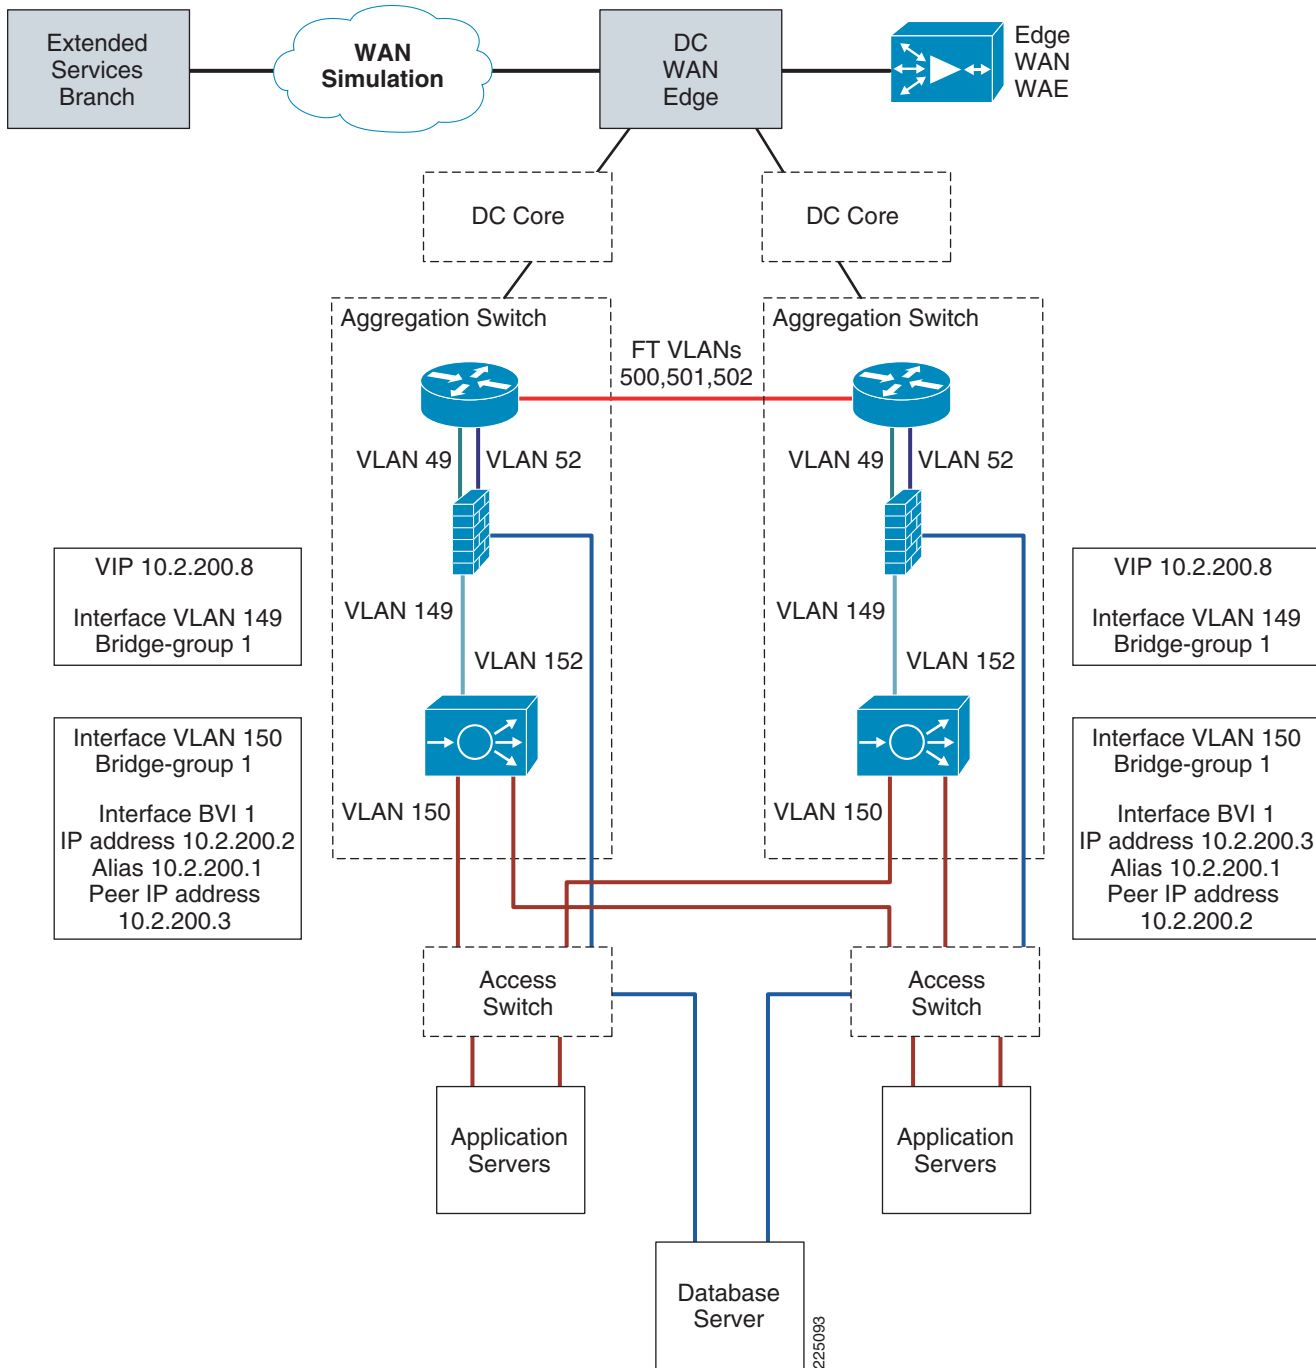 Extended
Services
Branch
WAN
Simulation
DC
WAN
Edge
Edge
WAN
WAE
DC Core
DC Core
Aggregation Switch
Aggregation Switch
FT VLANs
500,501,502
VLAN 49
VLAN 52
VLAN 49
VLAN 52
VIP 10.2.200.8
Interface VLAN 149
Bridge-group 1
VLAN 149
VLAN 152
VLAN 149
VLAN 152
VIP 10.2.200.8
Interface VLAN 149
Bridge-group 1
Interface VLAN 150
Bridge-group 1
Interface BVI 1
IP address 10.2.200.2
Alias 10.2.200.1
Peer IP address
10.2.200.3
VLAN 150
VLAN 150
Interface VLAN 150
Bridge-group 1
Interface BVI 1
IP address 10.2.200.3
Alias 10.2.200.1
Peer IP address
10.2.200.2
Access
Switch
Access
Switch
Application
Servers
Application
Servers
Database
Server
225093